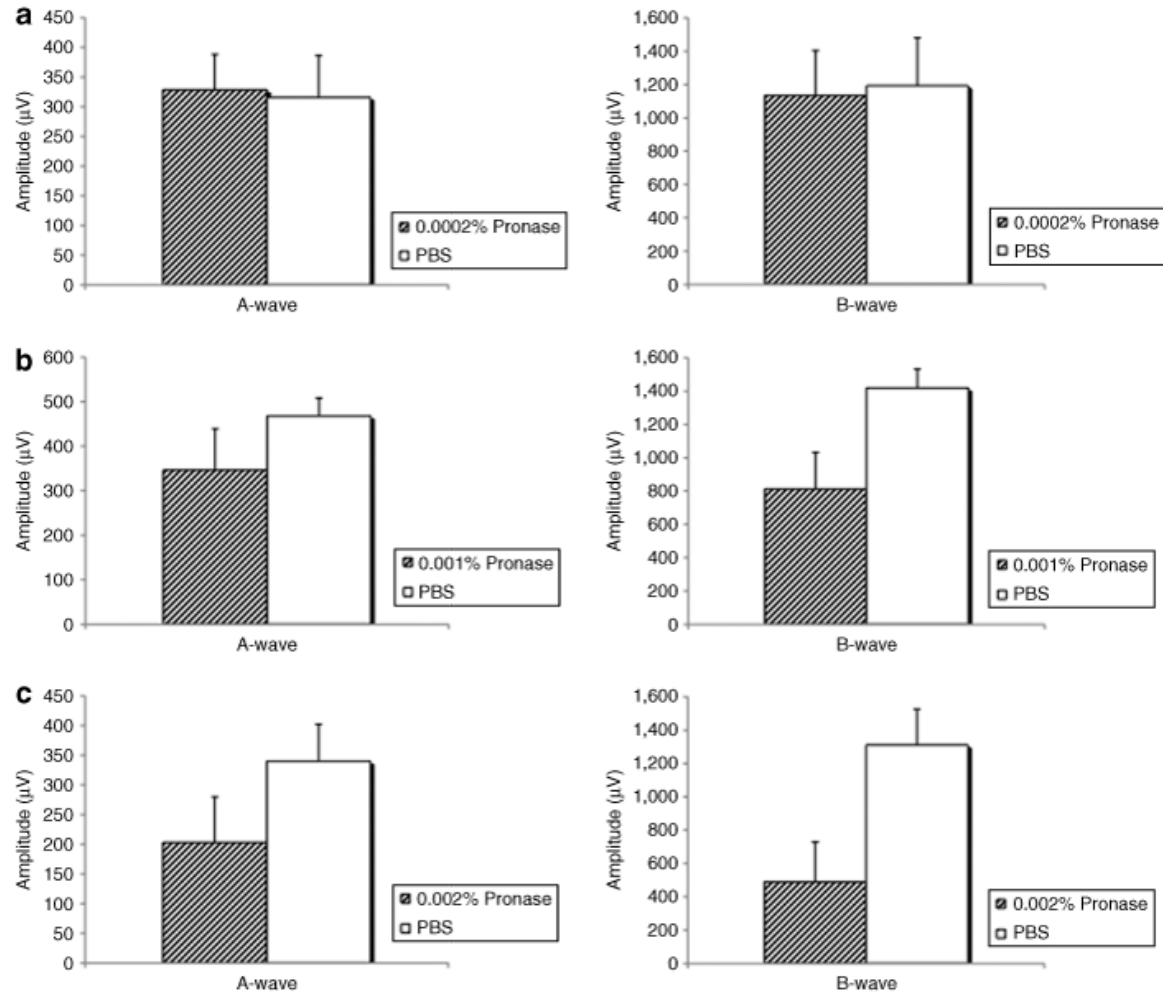 a
Amplitude (μV)
450
400
350
300
250
200
150
100
50
0
A-wave
0.0002% Pronase
PBS
Amplitude (μV)
1,600
1,400
1,200
1,000
800
600
400
200
0
B-wave
0.0002% Pronase
PBS
b
Amplitude (μV)
600
500
400
300
200
100
0
A-wave
0.001% Pronase
PBS
Amplitude (μV)
1,600
1,400
1,200
1,000
800
600
400
200
0
B-wave
0.001% Pronase
PBS
c
Amplitude (μV)
450
400
350
300
250
200
150
100
50
0
A-wave
0.002% Pronase
PBS
Amplitude (μV)
1,600
1,400
1,200
1,000
800
600
400
200
0
B-wave
0.002% Pronase
PBS